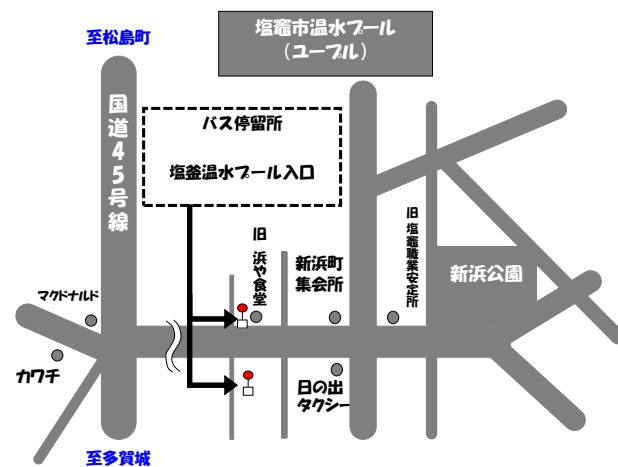 塩竈市温水プール
(ユープル)
至松島町
国道45号線
バス停留所
塩釜温水プール入口
旧 浜や食堂
新浜町
集会所
旧 塩竈職業安定所
新浜公園
マクドナルド
カワチ
日の出
タクシー
至多賀城